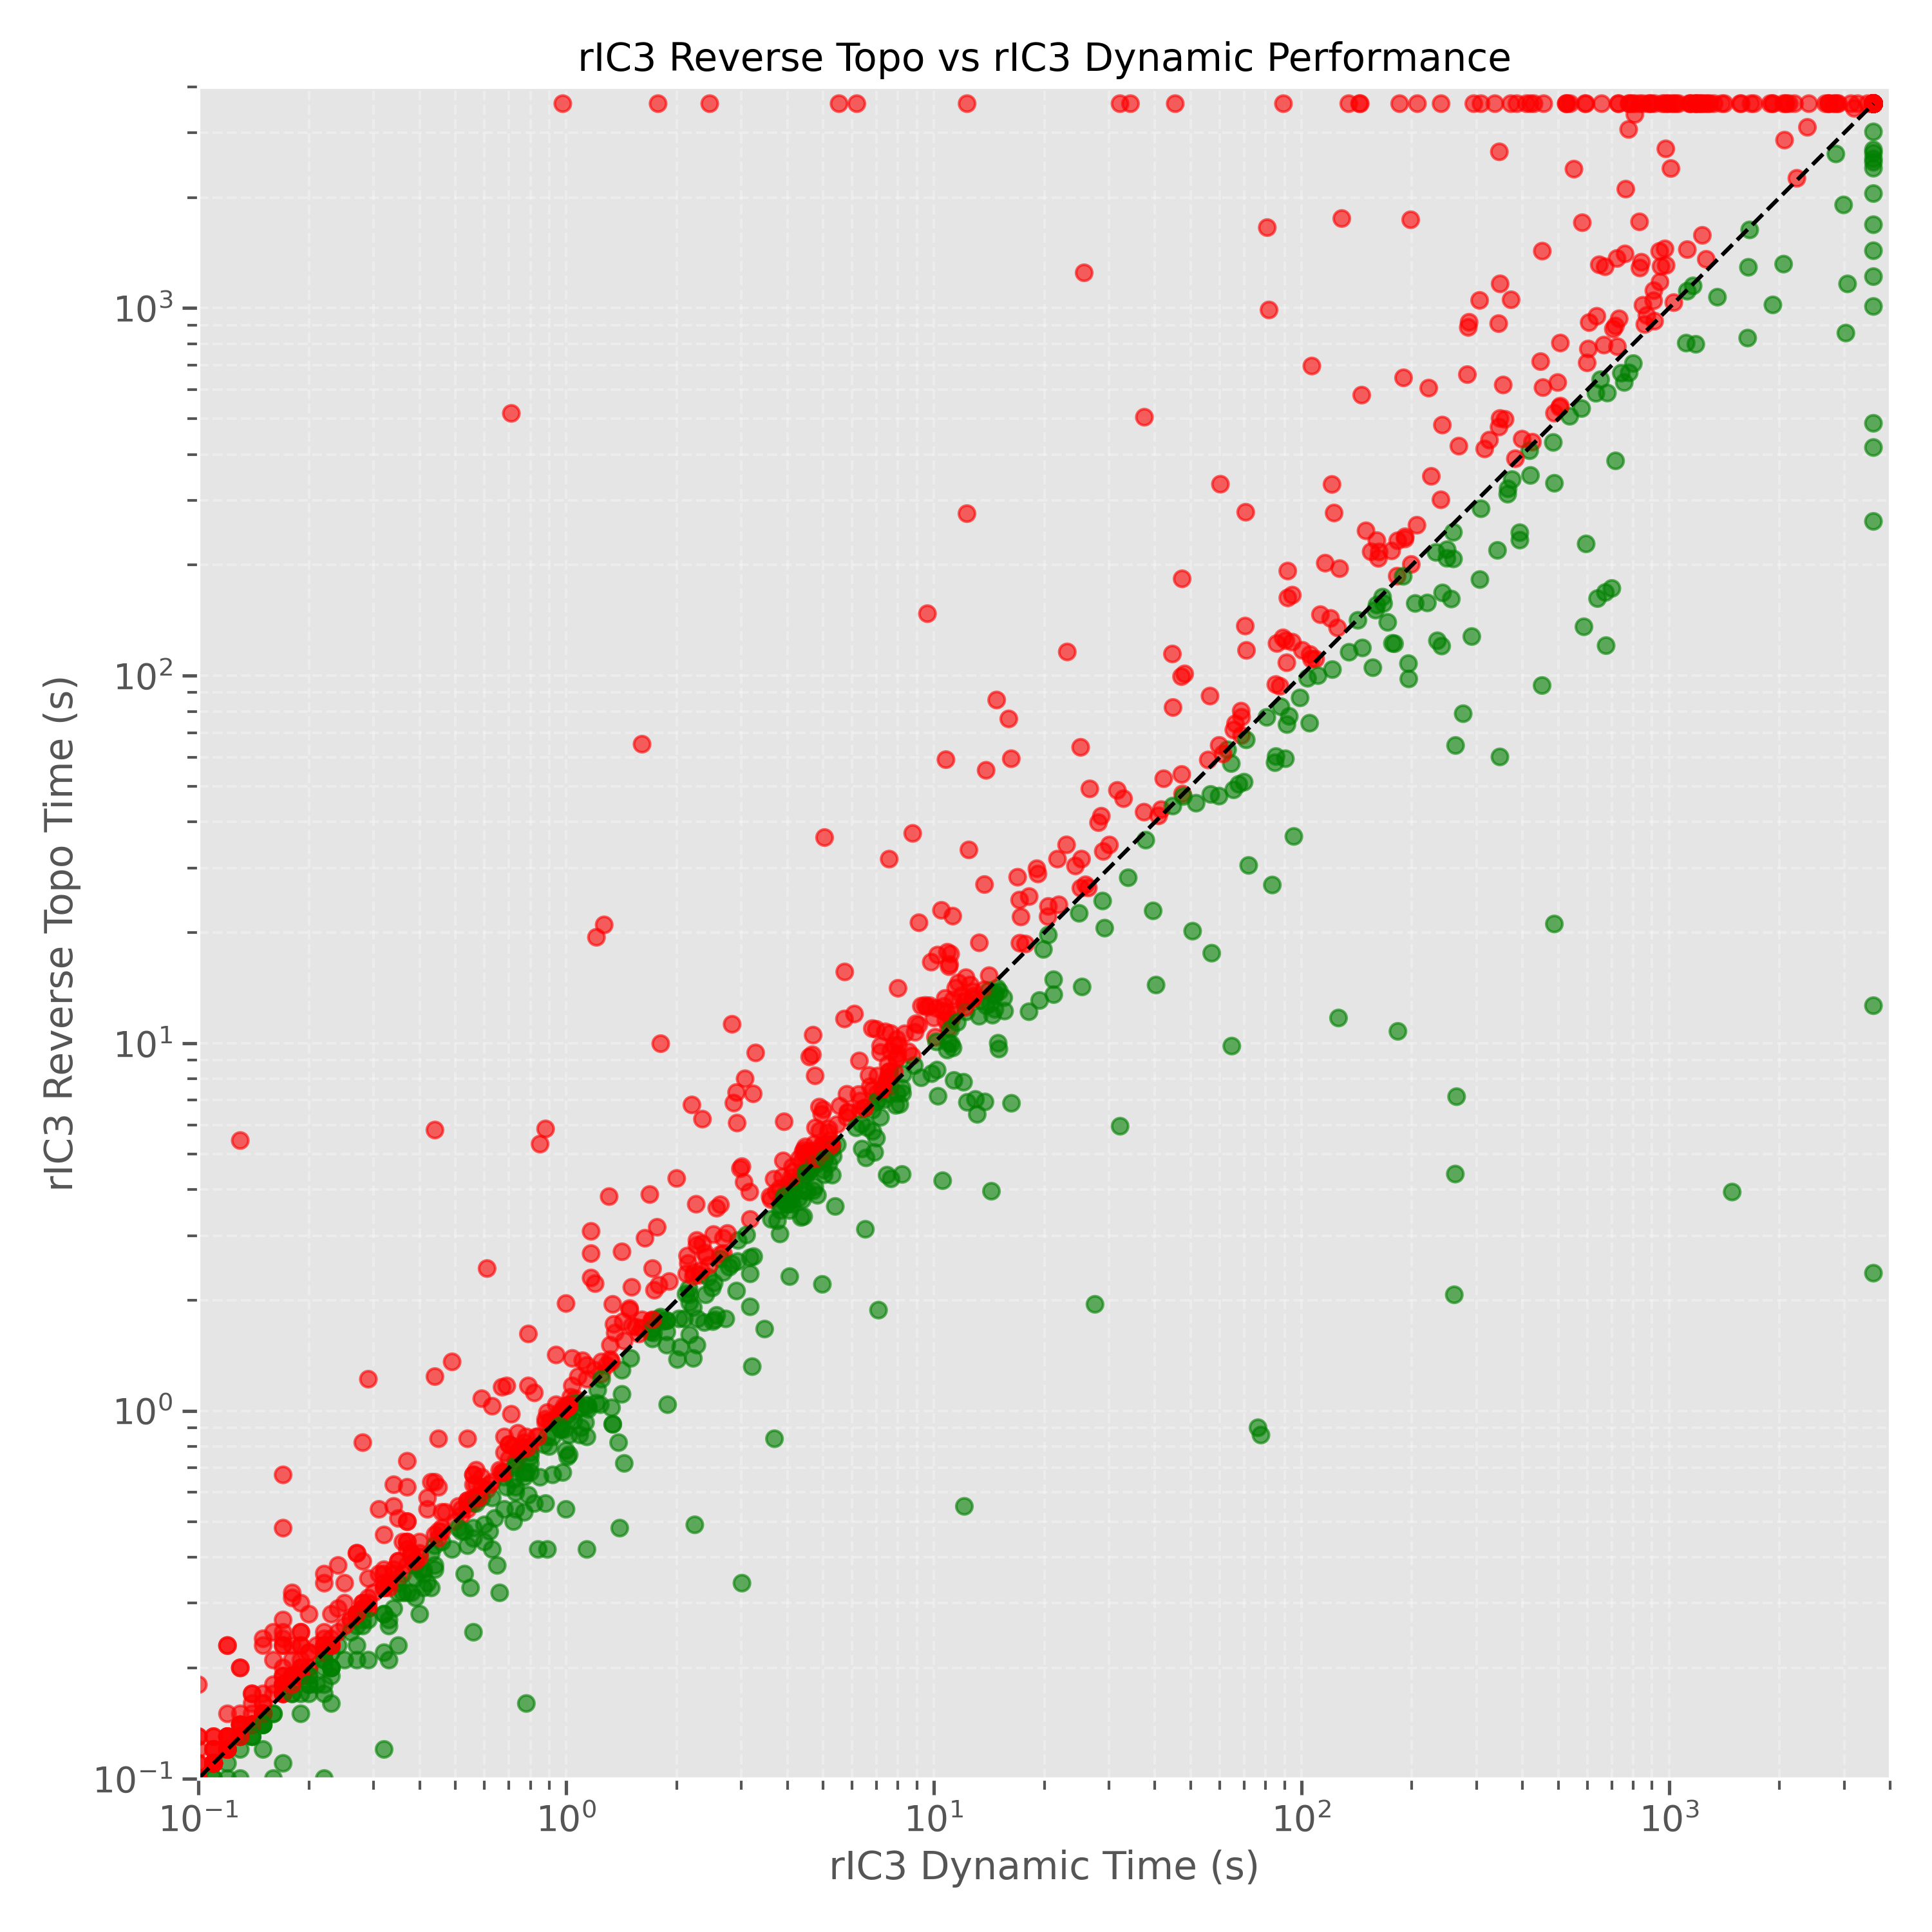 rIC3 Reverse Topo vs rIC3 Dynamic Performance
rIC3 Reverse Topo Time (s)
10³
10²
10¹
10⁰
10⁻¹
10⁻¹ 10⁰ 10¹ 10² 10³
rIC3 Dynamic Time (s)